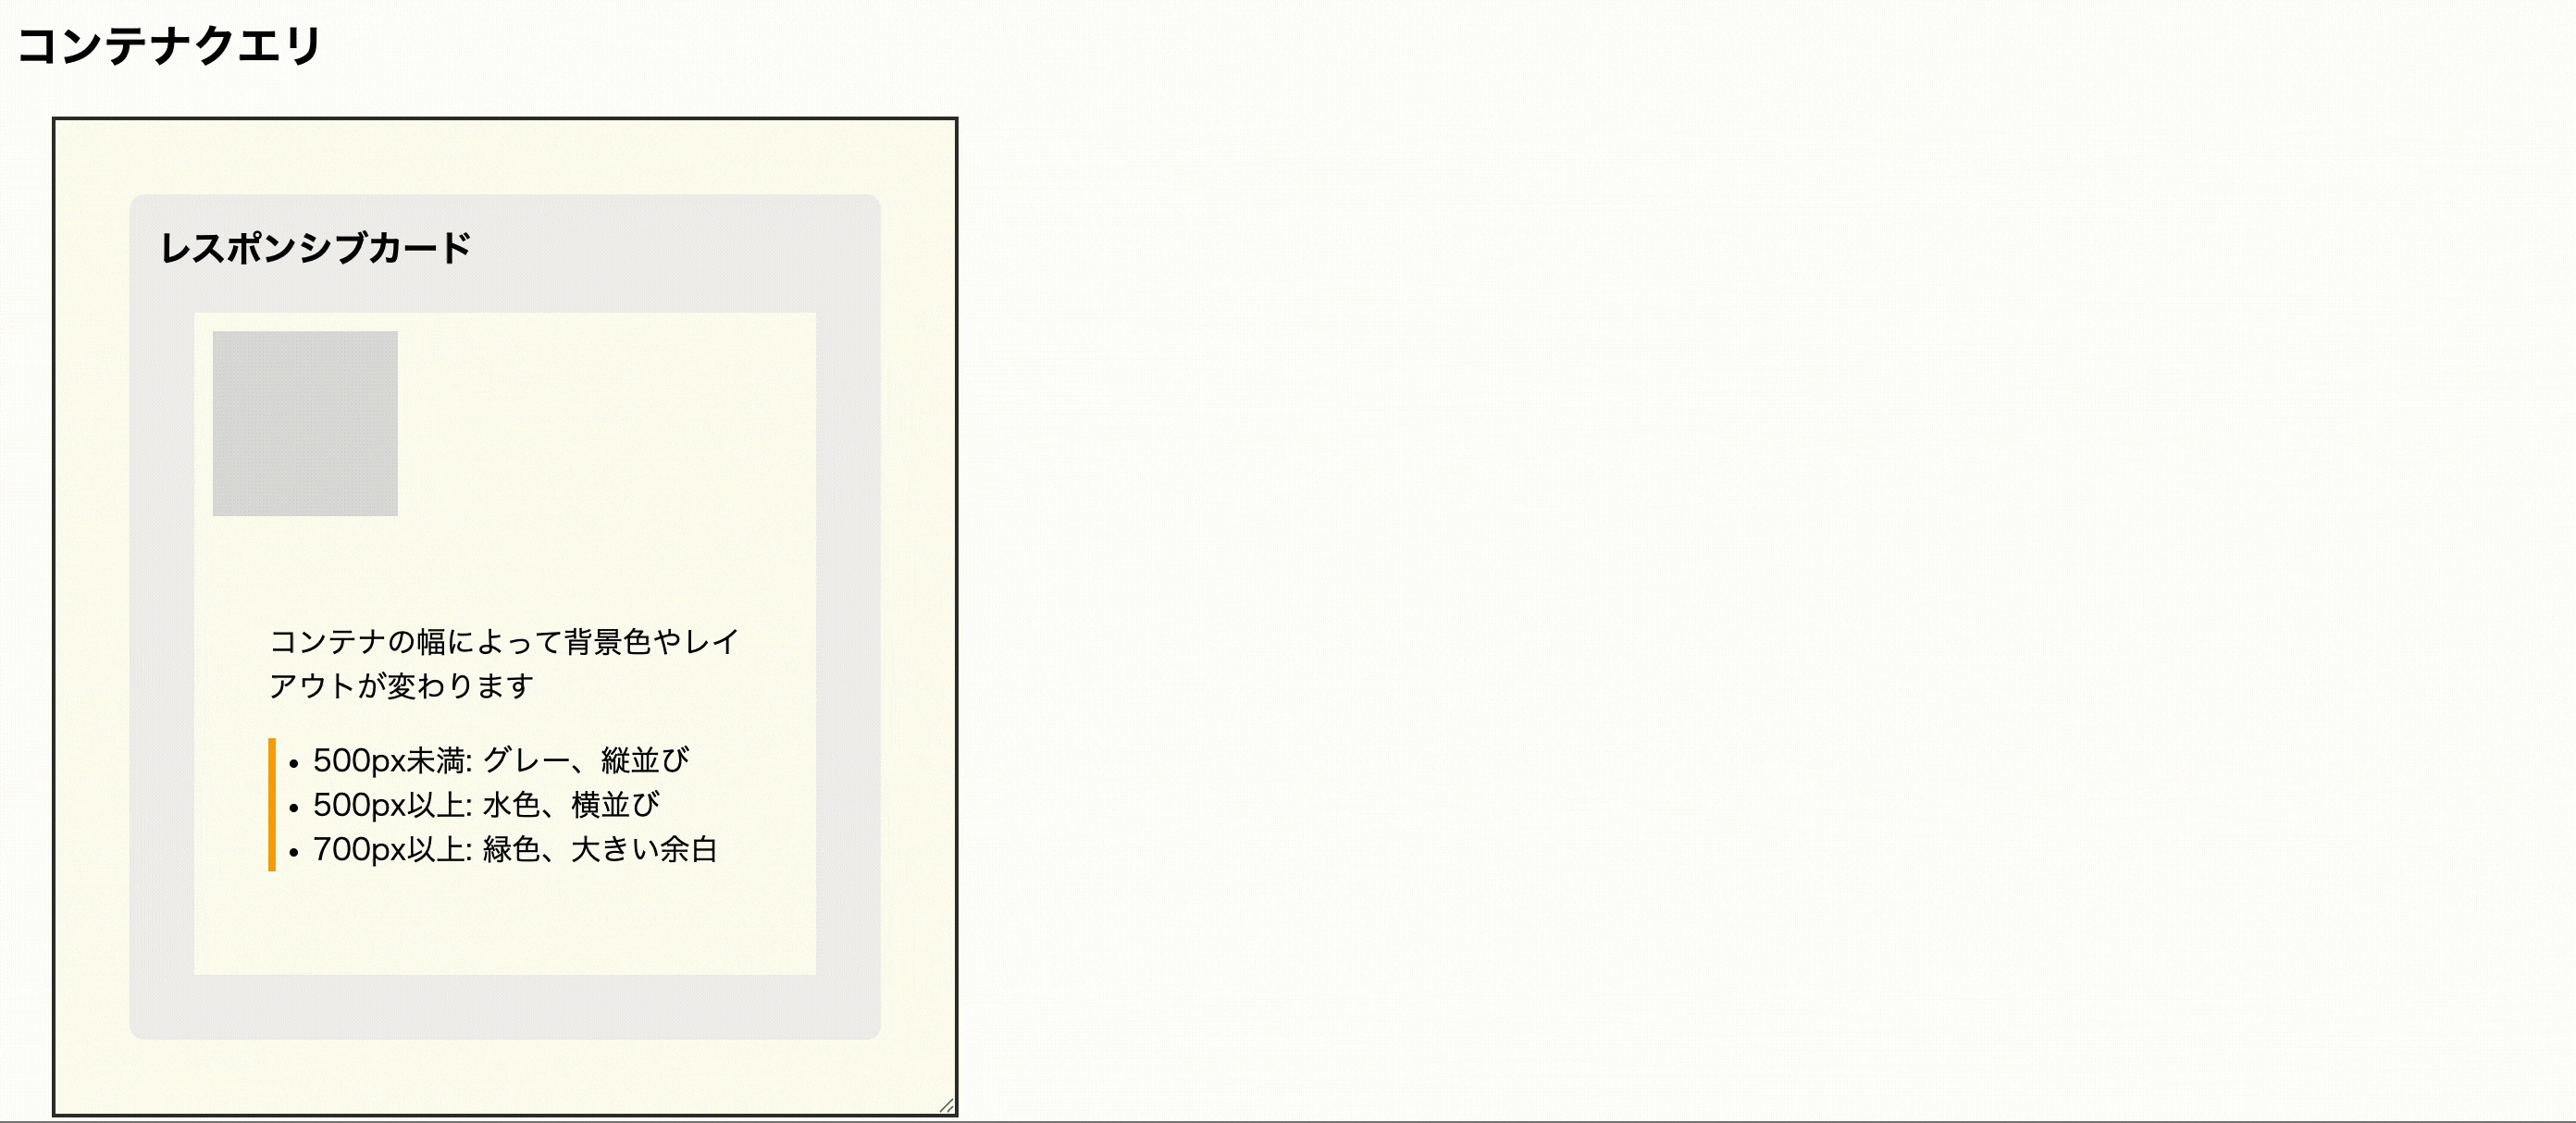 コンテナクエリ
レスポンシブカード
コンテナの幅によって背景色やレイ
アウトが変わります
• 500px未満: グレー、縦並び
• 500px以上: 水色、横並び
• 700px以上: 緑色、大きい余白